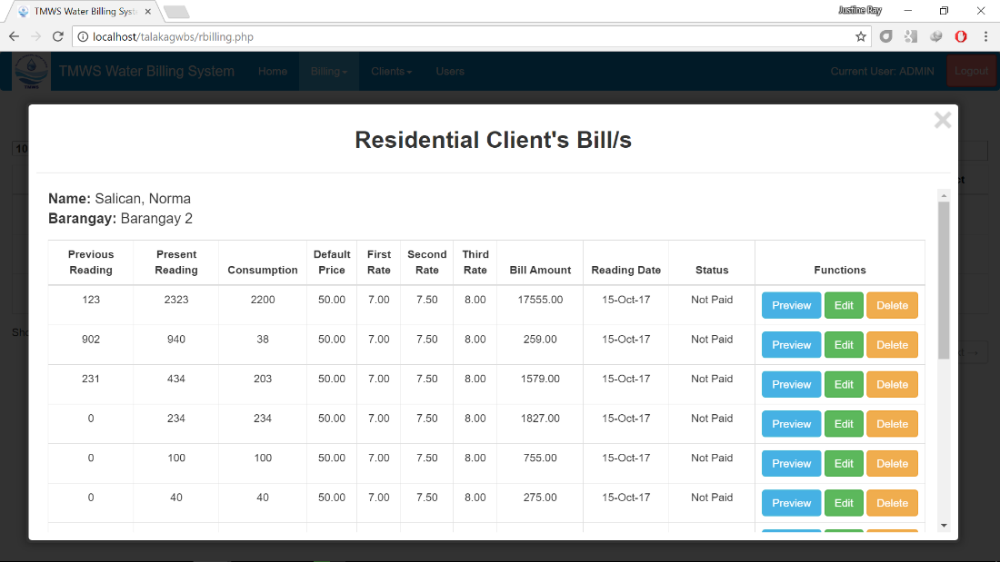 TMWS Water Billing Syst
Justine Ray
localhost/talakagwbs/rbilling.php
TMWS Water Billing System Home Billing Clients Users Current User: ADMIN Logout
10
Residential Client's Bill/s
Name: Salican, Norma
Barangay: Barangay 2
Previous Reading Present Reading Consumption Default Price First Rate Second Rate Third Rate Bill Amount Reading Date Status Functions
123 2323 2200 50.00 7.00 7.50 8.00 17555.00 15-Oct-17 Not Paid Preview Edit Delete
902 940 38 50.00 7.00 7.50 8.00 259.00 15-Oct-17 Not Paid Preview Edit Delete
231 434 203 50.00 7.00 7.50 8.00 1579.00 15-Oct-17 Not Paid Preview Edit Delete
0 234 234 50.00 7.00 7.50 8.00 1827.00 15-Oct-17 Not Paid Preview Edit Delete
0 100 100 50.00 7.00 7.50 8.00 755.00 15-Oct-17 Not Paid Preview Edit Delete
0 40 40 50.00 7.00 7.50 8.00 275.00 15-Oct-17 Not Paid Preview Edit Delete